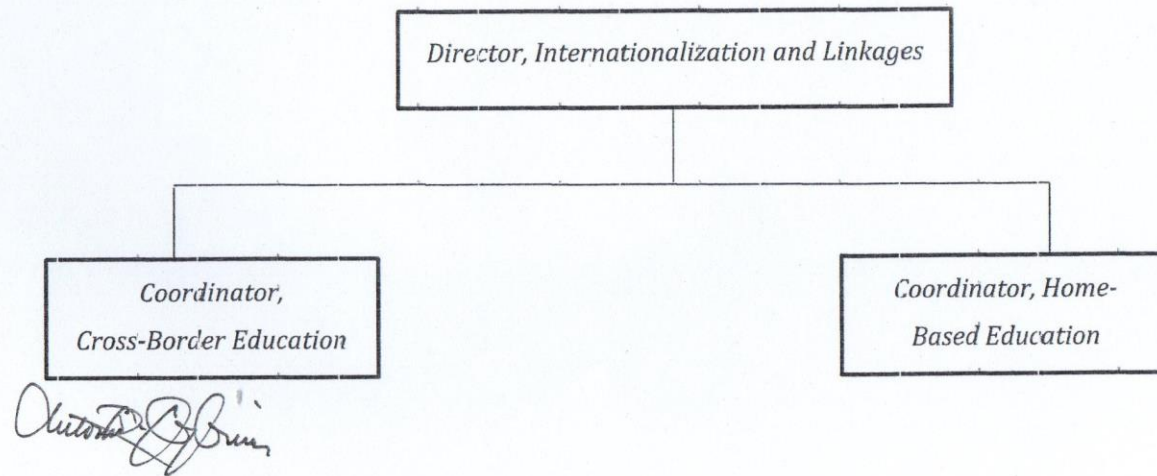 Director, Internationalization and Linkages
Coordinator,
Cross-Border Education
Coordinator, Home-
Based Education